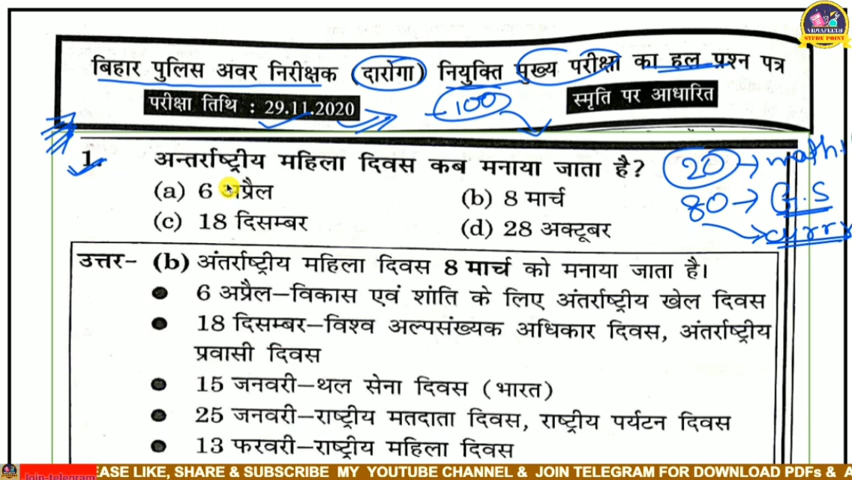 बिहार पुलिस अवर निरीक्षक (दारोगा) नियुक्ति मुख्य परीक्षा का हल प्रश्न पत्र
परीक्षा तिथि : 29.11.2020
100
स्मृति पर आधारित
1. अन्तर्राष्ट्रीय महिला दिवस कब मनाया जाता है?
(a) 6 अप्रैल
(b) 8 मार्च
(c) 18 दिसम्बर
(d) 28 अक्टूबर
20 → maths
80 → G.S
उत्तर- (b) अंतर्राष्ट्रीय महिला दिवस 8 मार्च को मनाया जाता है।
● 6 अप्रैल–विकास एवं शांति के लिए अंतर्राष्ट्रीय खेल दिवस
● 18 दिसम्बर–विश्व अल्पसंख्यक अधिकार दिवस, अंतर्राष्ट्रीय
प्रवासी दिवस
● 15 जनवरी–थल सेना दिवस (भारत)
● 25 जनवरी–राष्ट्रीय मतदाता दिवस, राष्ट्रीय पर्यटन दिवस
● 13 फरवरी–राष्ट्रीय महिला दिवस
Join-telegram
EASE LIKE, SHARE & SUBSCRIBE MY YOUTUBE CHANNEL & JOIN TELEGRAM FOR DOWNLOAD PDFs & A
STUDY POINT